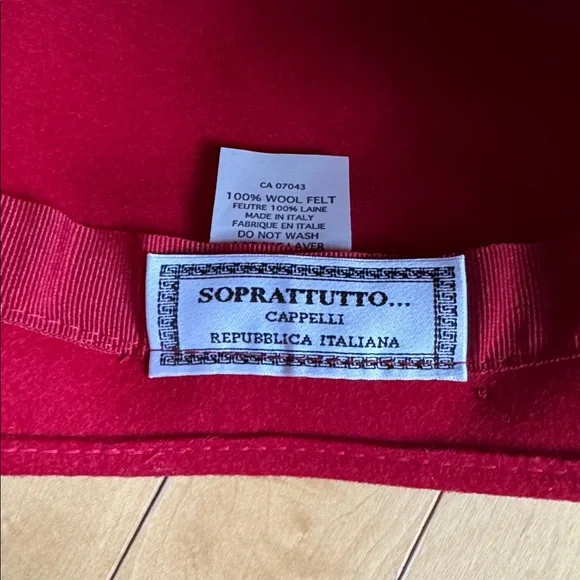 CA 07043
100% WOOL FELT
FEUTRE 100% LAINE
MADE IN ITALY
FABRIQUE EN ITALIE
DO NOT WASH
LAVER
SOPRATTUTTO...
CAPPELLI
REPUBBLICA ITALIANA